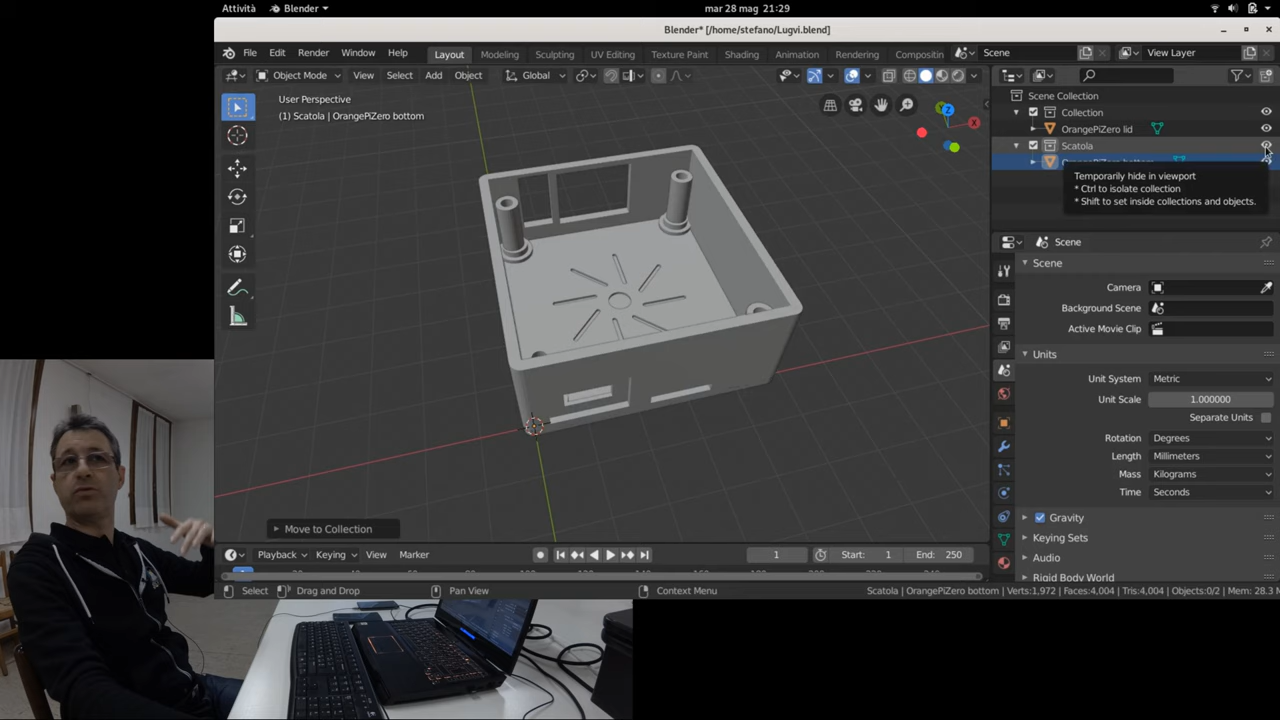 Attività
Blender
mar 28 mag 21:29
Blender* [/home/stefano/Lugvi.blend]
File Edit Render Window Help
Layout Modeling Sculpting UV Editing Texture Paint Shading Animation Rendering Compositin
Scene
View Layer
Object Mode View Select Add Object
Global
User Perspective
(1) Scatola | OrangePiZero bottom
Z
X
Scene Collection
Collection
OrangePiZero lid
Scatola
OrangePiZero bottom
Temporarily hide in viewport
* Ctrl to isolate collection
* Shift to set inside collections and objects.
Scene
Scene
Camera
Background Scene
Active Movie Clip
Units
Unit System Metric
Unit Scale 1.000000
Separate Units
Rotation Degrees
Length Millimeters
Mass Kilograms
Time Seconds
Gravity
Keying Sets
Audio
Rigid Body World
Move to Collection
Playback Keying View Marker
1
Start: 1
End: 250
Select
Drag and Drop
Pan View
Context Menu
Scatola | OrangePiZero bottom | Verts:1,972 | Faces:4,004 | Tris:4,004 | Objects:0/2 | Mem: 28.3